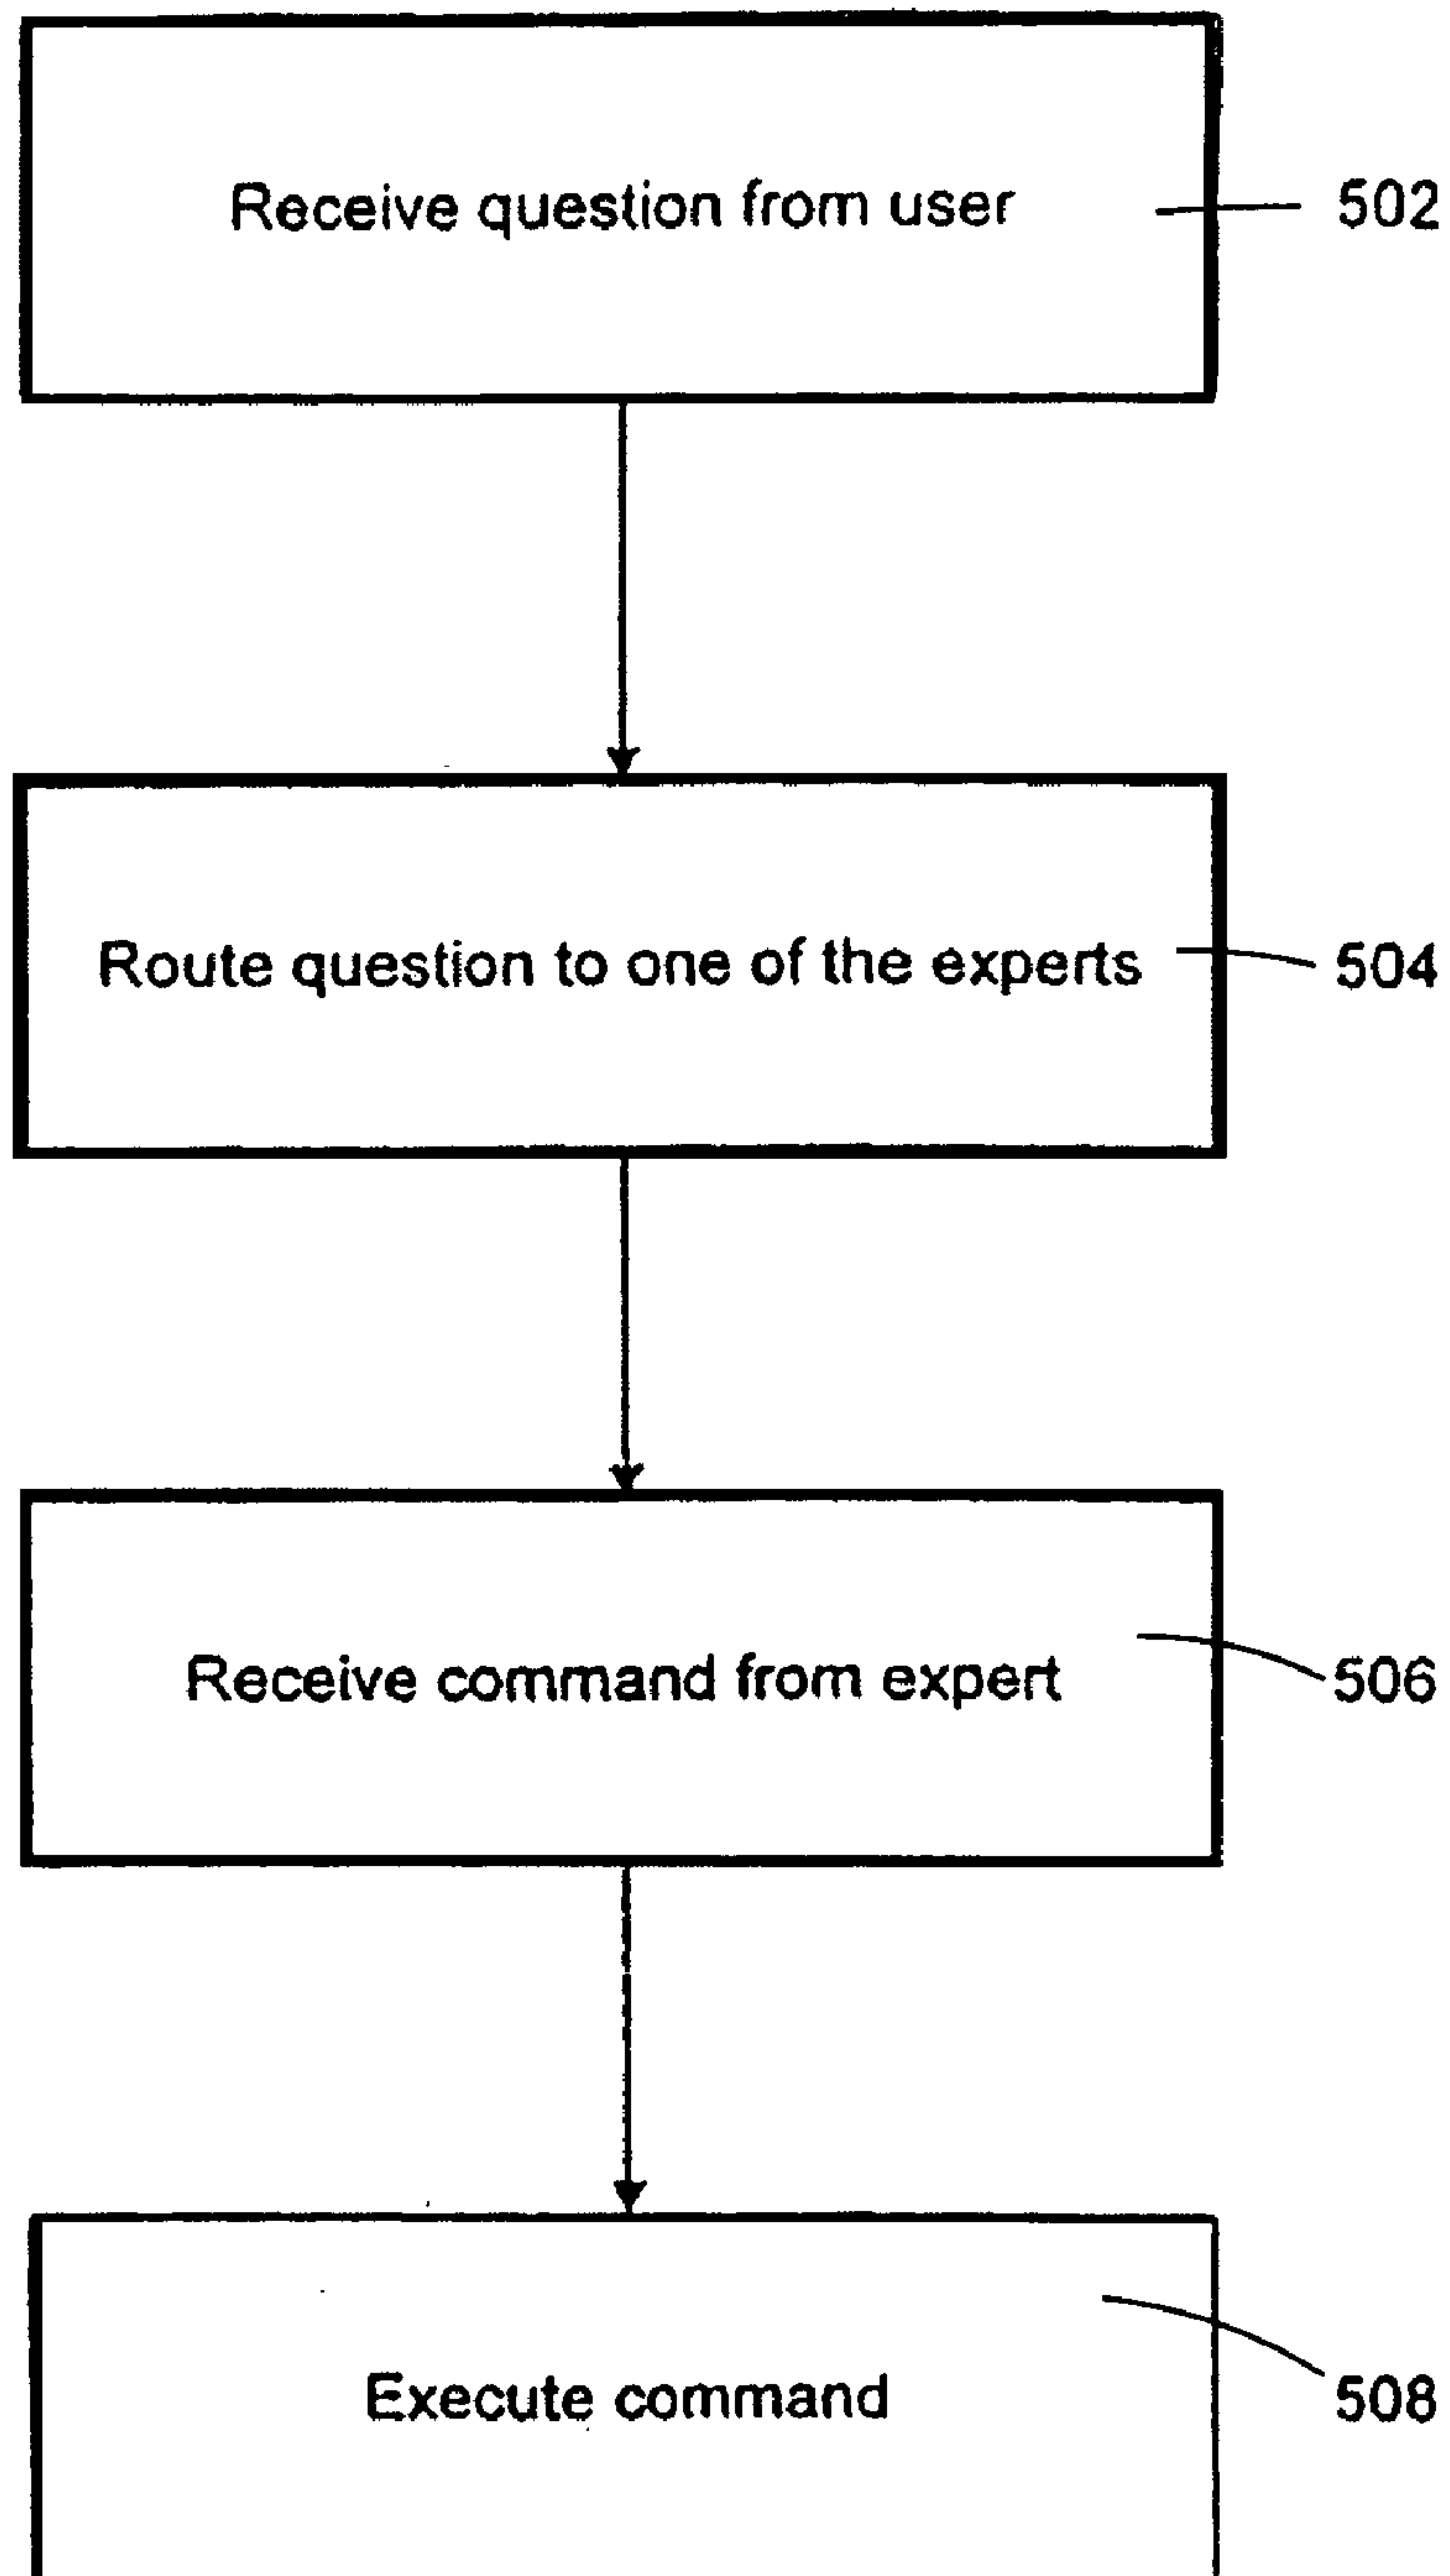 Receive question from user
502
Route question to one of the experts
504
Receive command from expert
506
Execute command
508